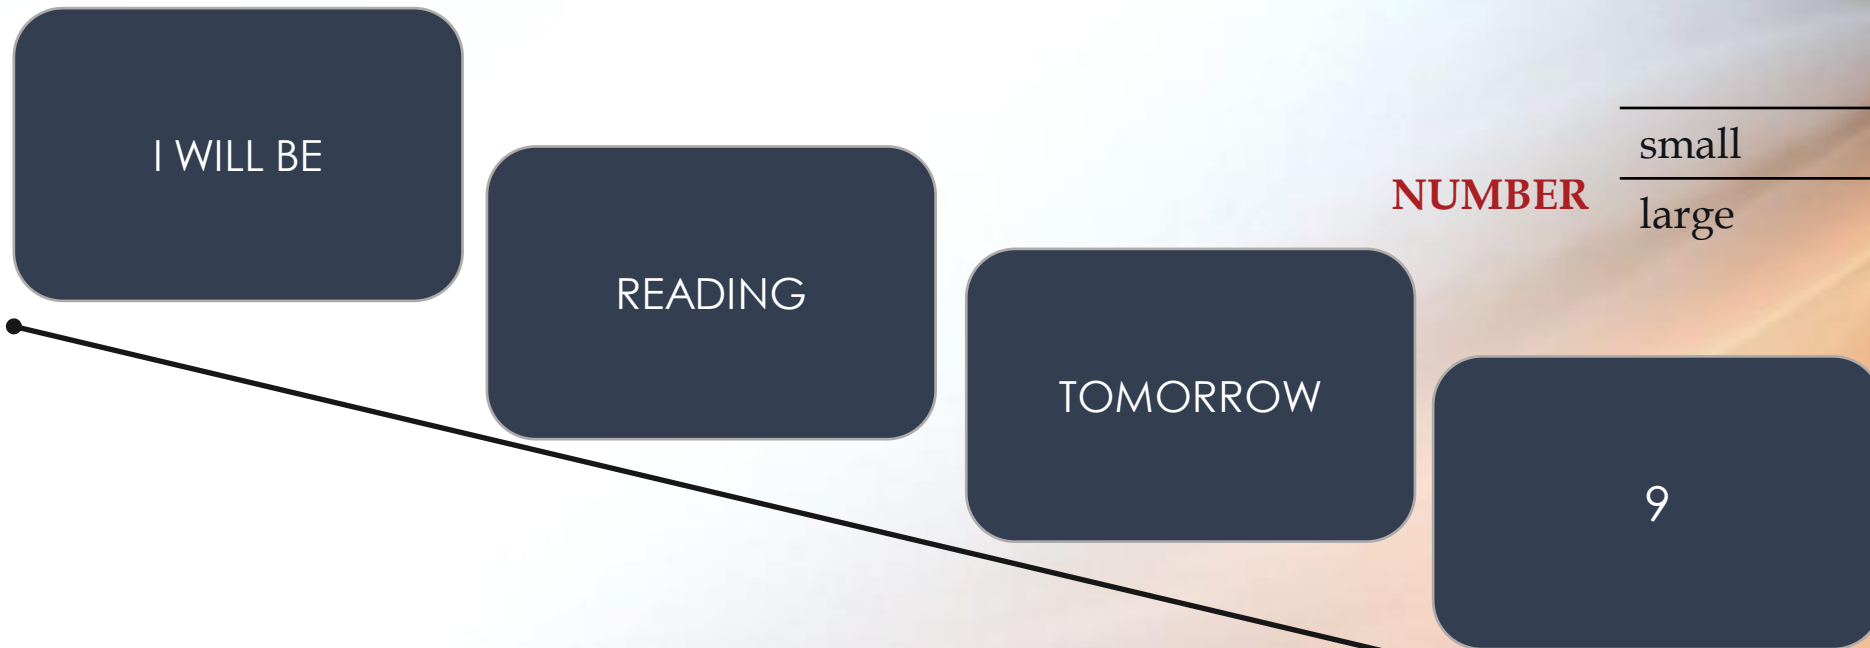 I WILL BE
READING
TOMORROW
9
NUMBER
small
large